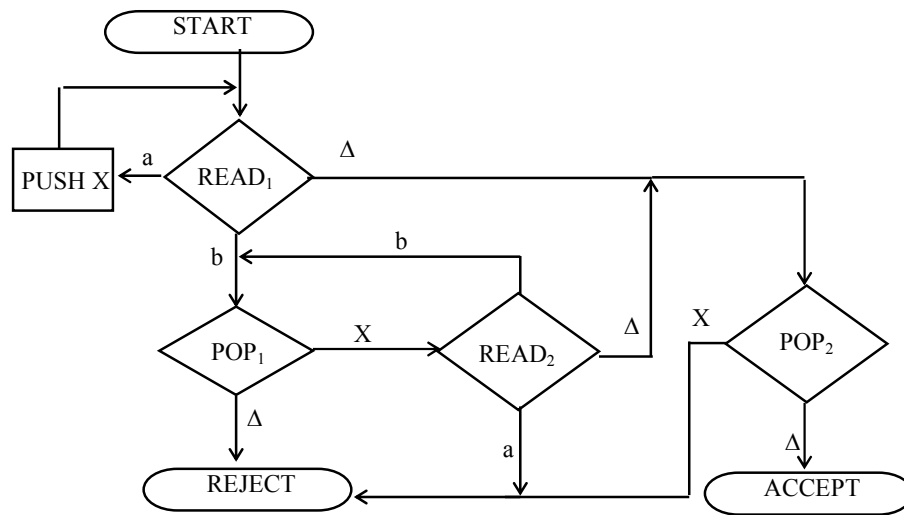 START
a
Δ
PUSH X
READ₁
b
b
X
Δ
X
POP₁
READ₂
POP₂
Δ
a
Δ
REJECT
ACCEPT